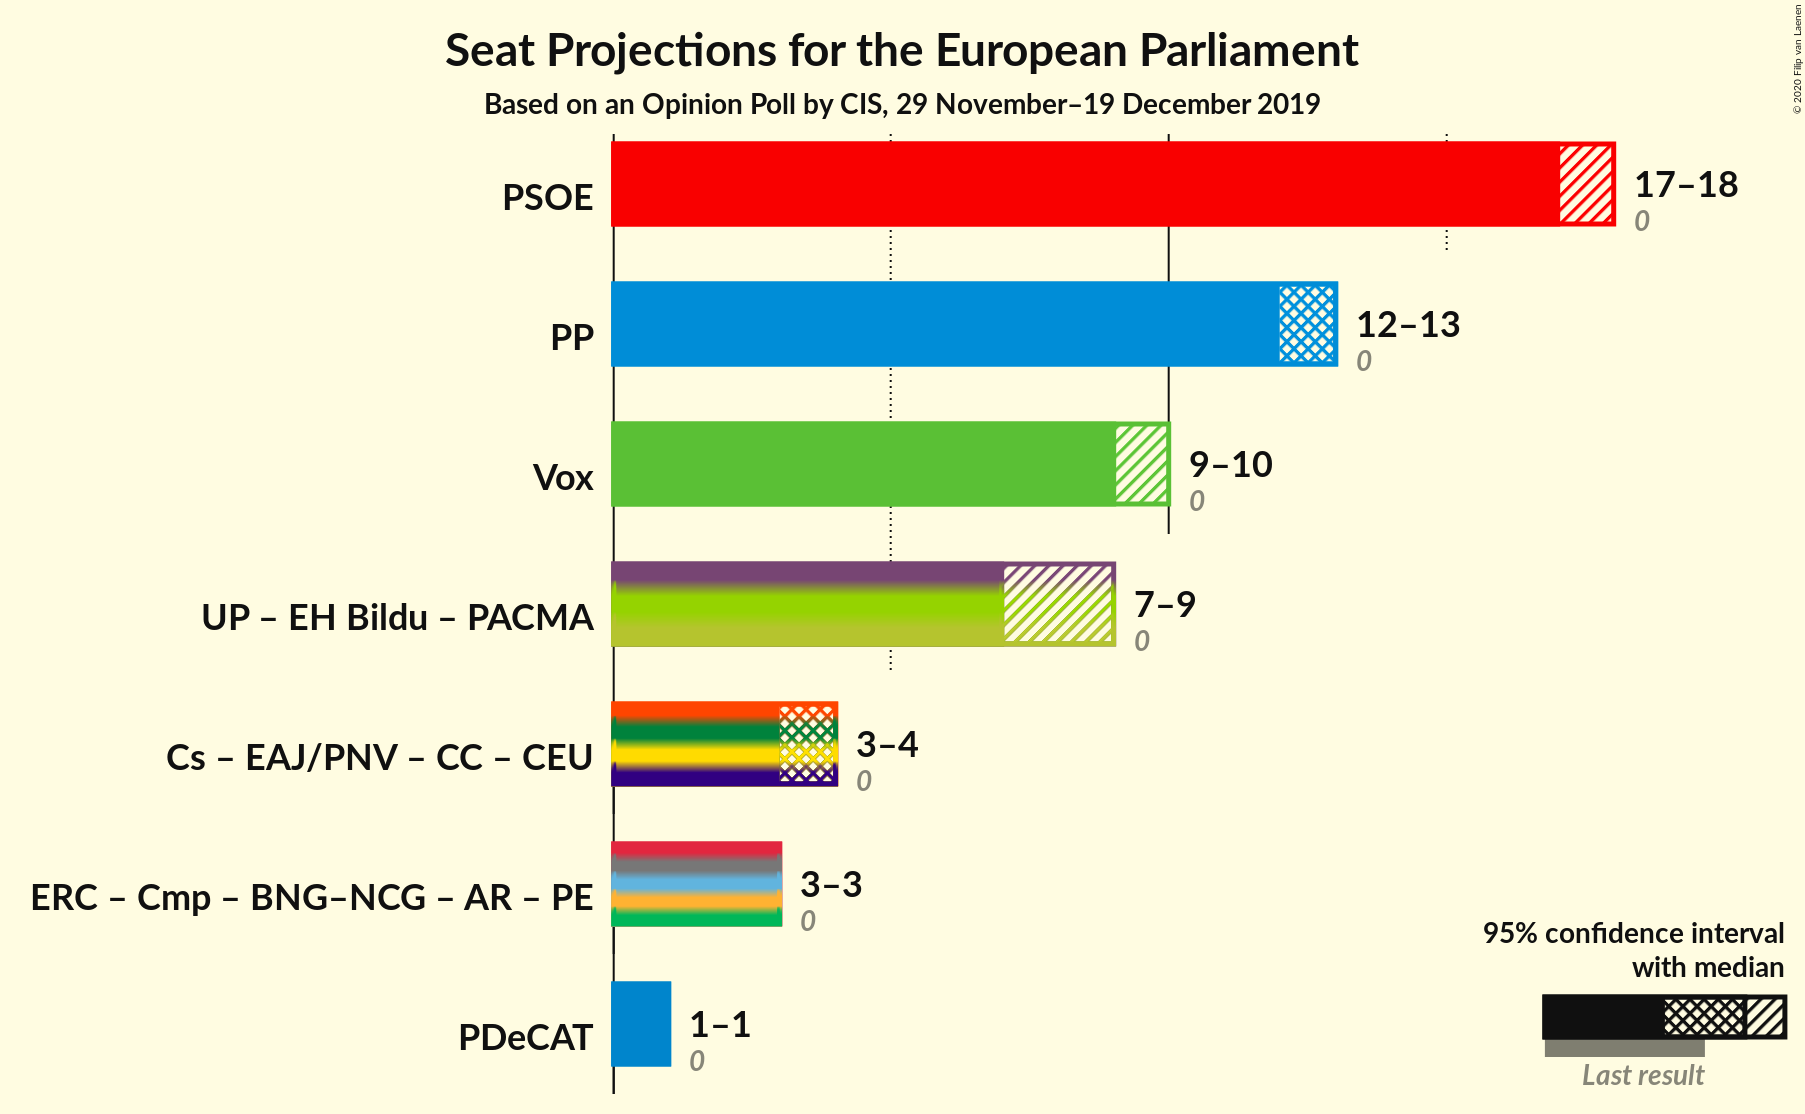 Seat Projections for the European Parliament
Based on an Opinion Poll by CIS, 29 November–19 December 2019
© 2020 Filip van Laenen
PSOE
17–18
0
PP
12–13
0
Vox
9–10
0
UP – EH Bildu – PACMA
7–9
0
Cs – EAJ/PNV – CC – CEU
3–4
0
ERC – Cmp – BNG–NCG – AR – PE
3–3
0
PDeCAT
1–1
0
95% confidence interval
with median
Last result